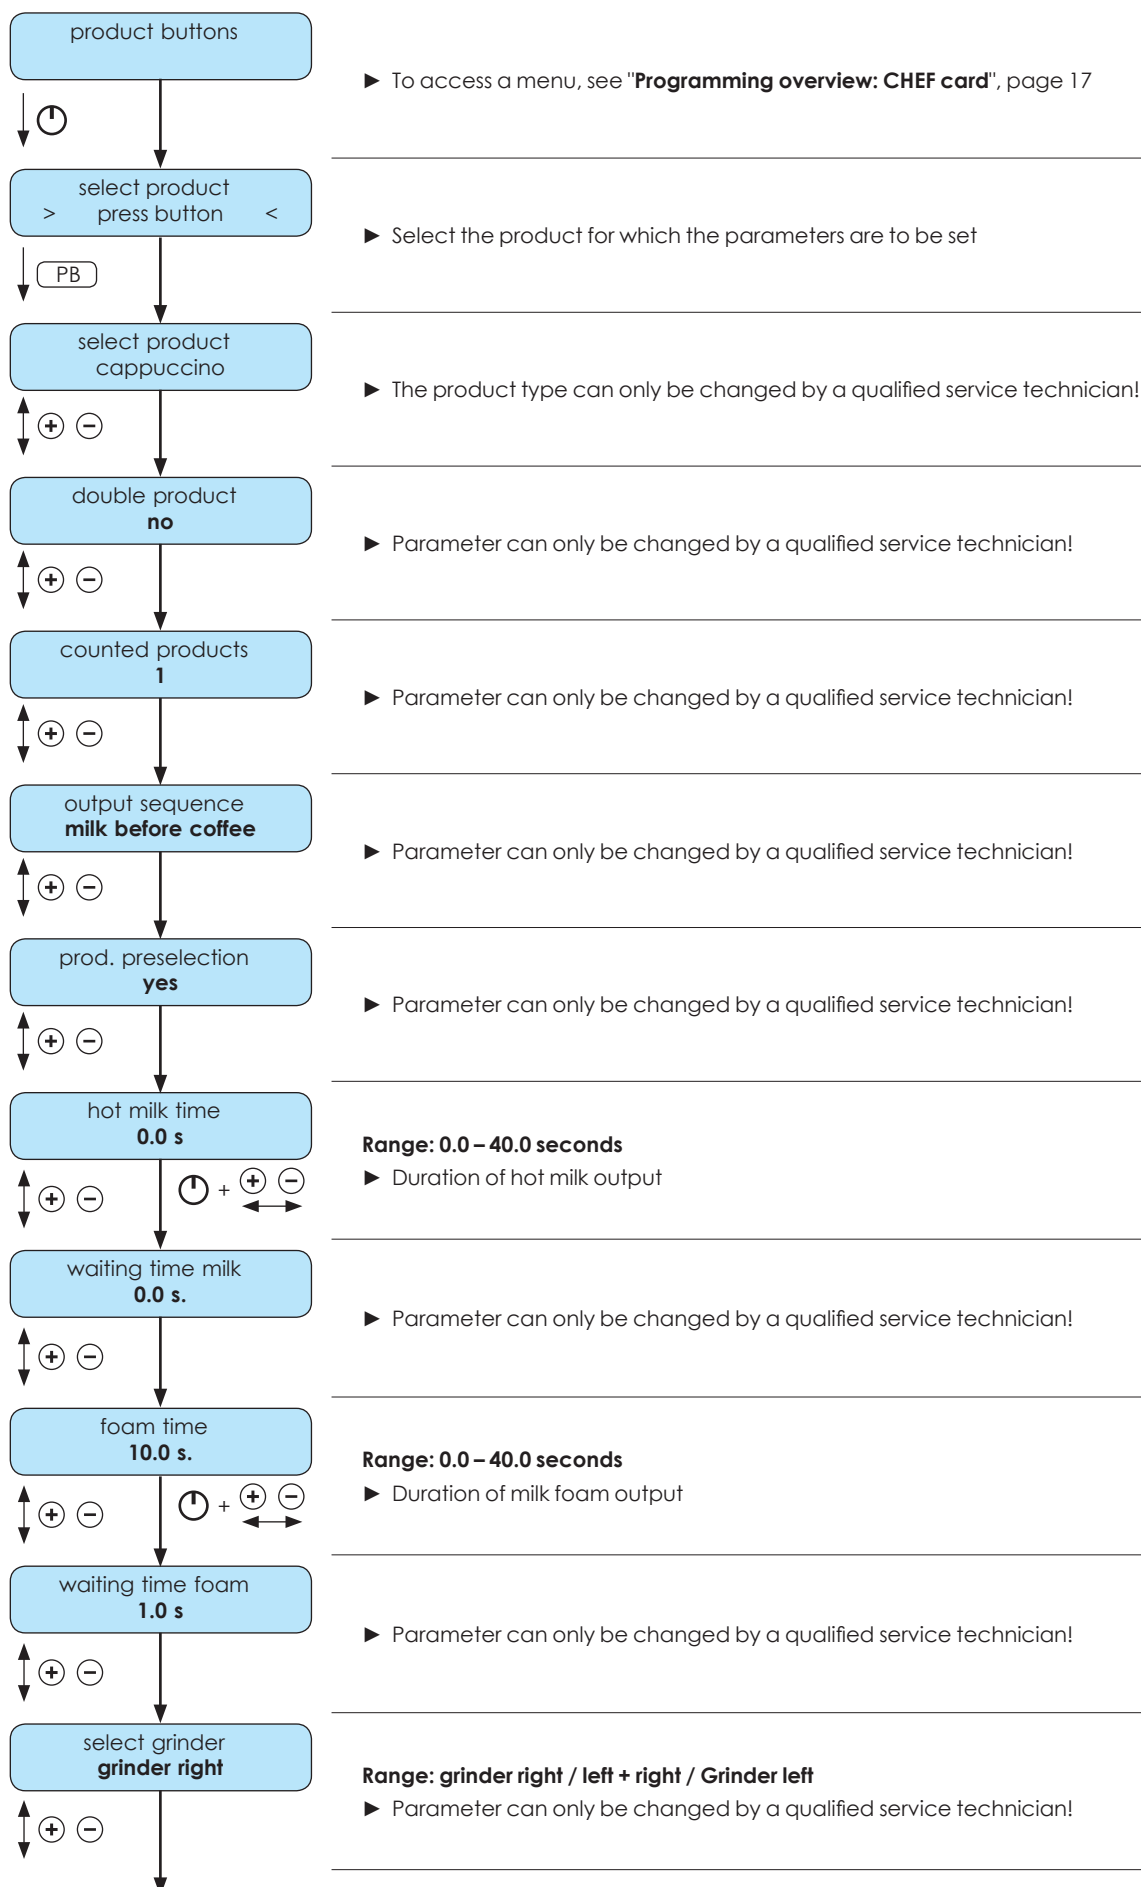 product buttons
► To access a menu, see "Programming overview: CHEF card", page 17
select product
> press button <
► Select the product for which the parameters are to be set
PB
select product
cappuccino
► The product type can only be changed by a qualified service technician!
+ −
double product
no
► Parameter can only be changed by a qualified service technician!
+ −
counted products
1
► Parameter can only be changed by a qualified service technician!
+ −
output sequence
milk before coffee
► Parameter can only be changed by a qualified service technician!
+ −
prod. preselection
yes
► Parameter can only be changed by a qualified service technician!
+ −
hot milk time
0.0 s
Range: 0.0 – 40.0 seconds
► Duration of hot milk output
+ − + + −
waiting time milk
0.0 s.
► Parameter can only be changed by a qualified service technician!
+ −
foam time
10.0 s.
Range: 0.0 – 40.0 seconds
► Duration of milk foam output
+ − + + −
waiting time foam
1.0 s
► Parameter can only be changed by a qualified service technician!
+ −
select grinder
grinder right
Range: grinder right / left + right / Grinder left
► Parameter can only be changed by a qualified service technician!
+ −